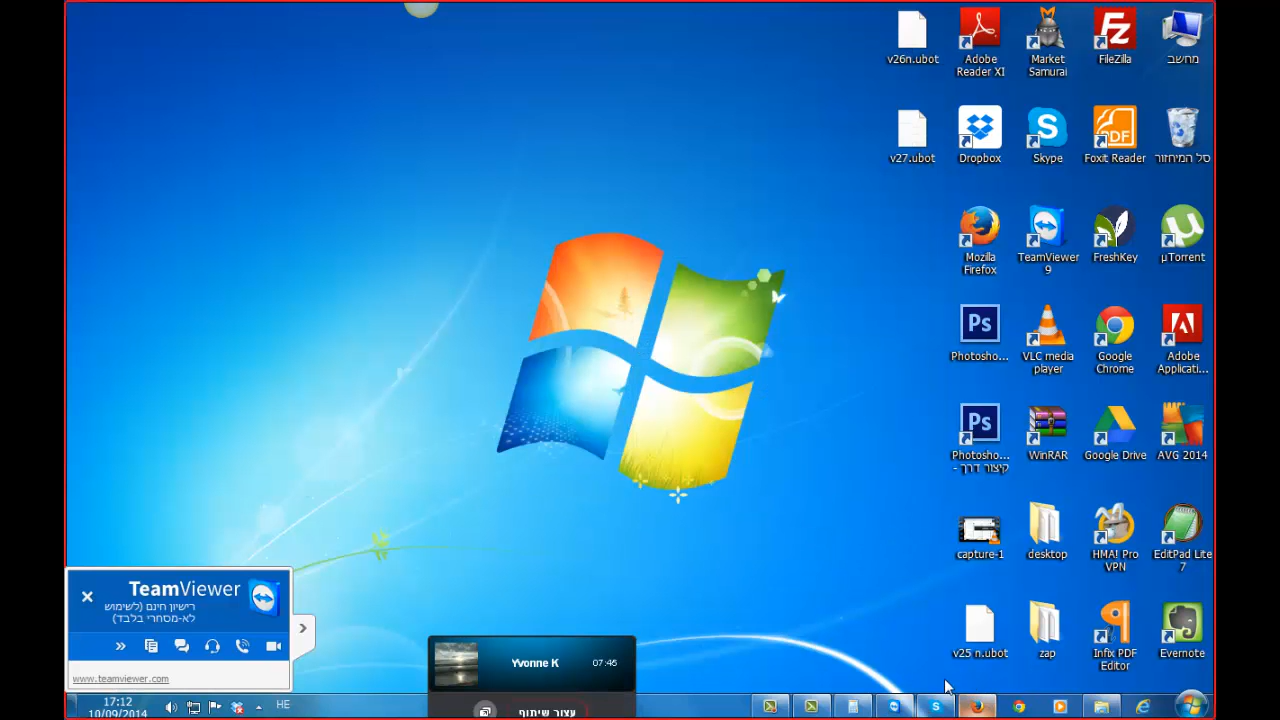 v26n.ubot
Adobe
Reader XI
Market
Samurai
FileZilla
מחשב
v27.ubot
Dropbox
Skype
Foxit Reader
סל המיחזור
Mozilla
Firefox
TeamViewer
9
FreshKey
µTorrent
Photosho...
VLC media
player
Google
Chrome
Adobe
Applicati...
Photosho...
קיצור דרך -
WinRAR
Google Drive
AVG 2014
capture-1
desktop
HMA! Pro
VPN
EditPad Lite
7
v25 n.ubot
zap
Infix PDF
Editor
Evernote
TeamViewer
רישיון חינם (לשימוש
לא-מסחרי בלבד)
www.teamviewer.com
Yvonne K
07:45
עצור שיתוף
17:12
10/09/2014
HE